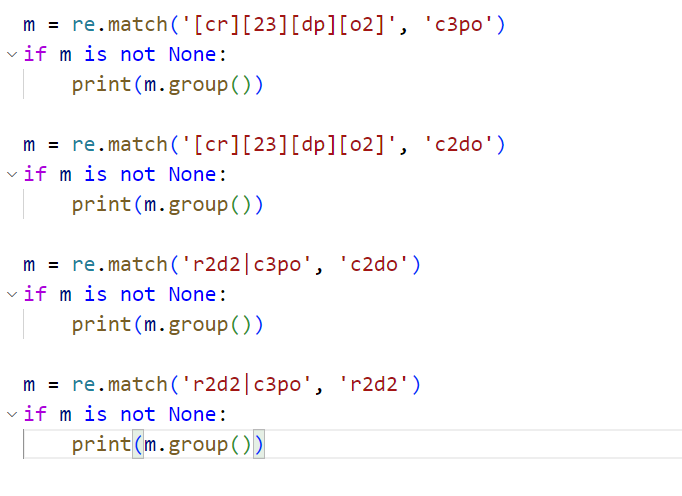 m = re.match('[cr][23][dp][o2]', 'c3po')
if m is not None:
    print(m.group())

m = re.match('[cr][23][dp][o2]', 'c2do')
if m is not None:
    print(m.group())

m = re.match('r2d2|c3po', 'c2do')
if m is not None:
    print(m.group())

m = re.match('r2d2|c3po', 'r2d2')
if m is not None:
    print(m.group())